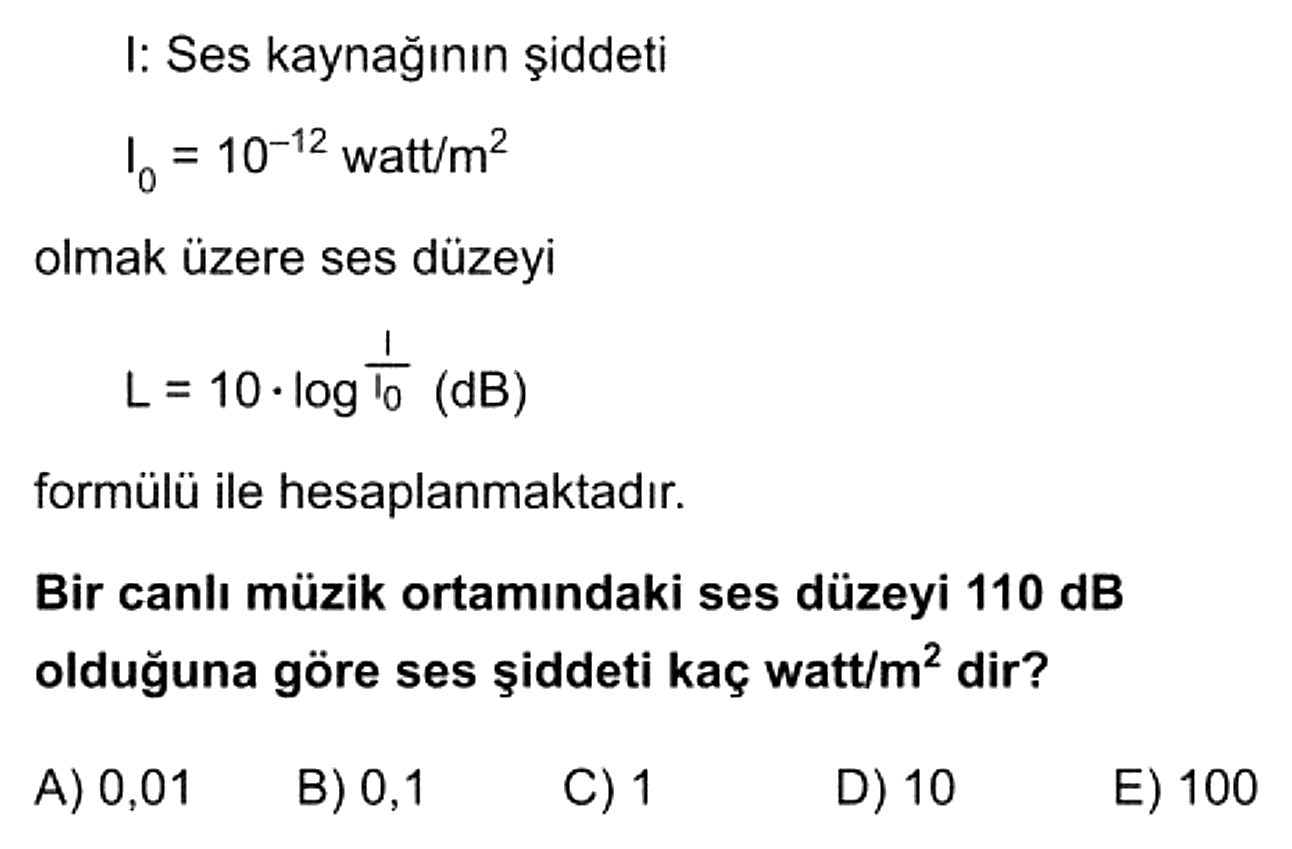 I: Ses kaynağının şiddeti
I₀ = 10⁻¹² watt/m²
olmak üzere ses düzeyi
L = 10 · log I/I₀ (dB)
formülü ile hesaplanmaktadır.
Bir canlı müzik ortamındaki ses düzeyi 110 dB
olduğuna göre ses şiddeti kaç watt/m² dir?
A) 0,01 B) 0,1 C) 1 D) 10 E) 100